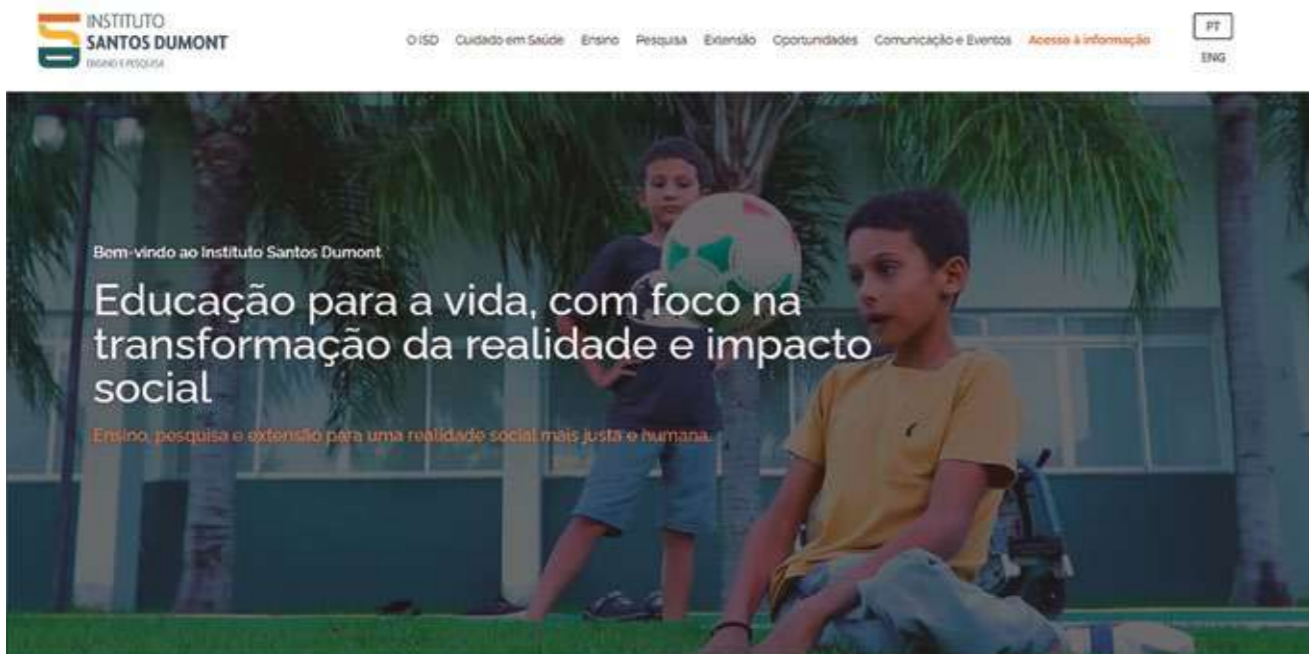 INSTITUTO
SANTOS DUMONT
ENSINO E PESQUISA
O ISD Cuidado em Saúde Ensino Pesquisa Extensão Oportunidades Comunicação e Eventos Acesso à informação
PT
ENG
Bem-vindo ao Instituto Santos Dumont
Educação para a vida, com foco na
transformação da realidade e impacto
social
Ensino, pesquisa e extensão para uma realidade social mais justa e humana.